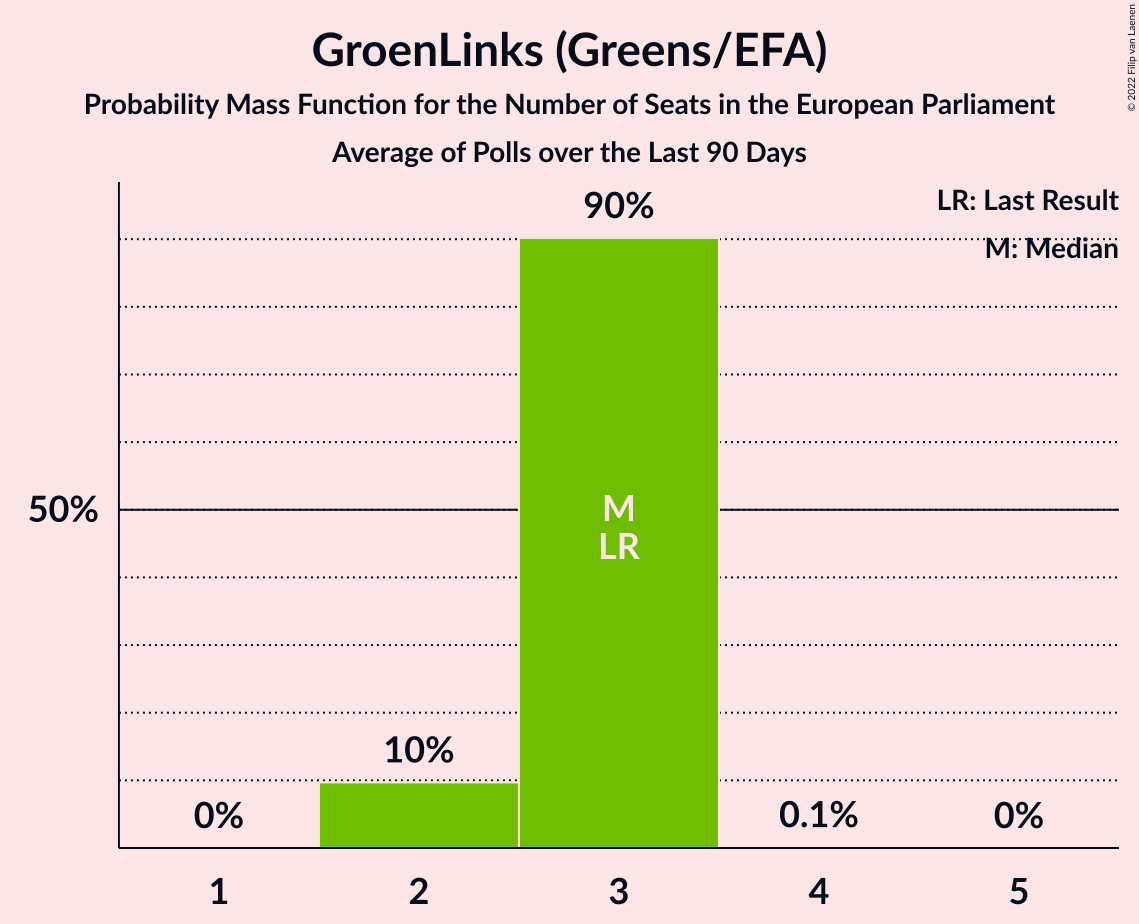 GroenLinks (Greens/EFA)
Probability Mass Function for the Number of Seats in the European Parliament
Average of Polls over the Last 90 Days
© 2022 Filip van Laenen
LR: Last Result
M: Median
90%
50%
M
LR
10%
0%
0.1%
0%
1 2 3 4 5